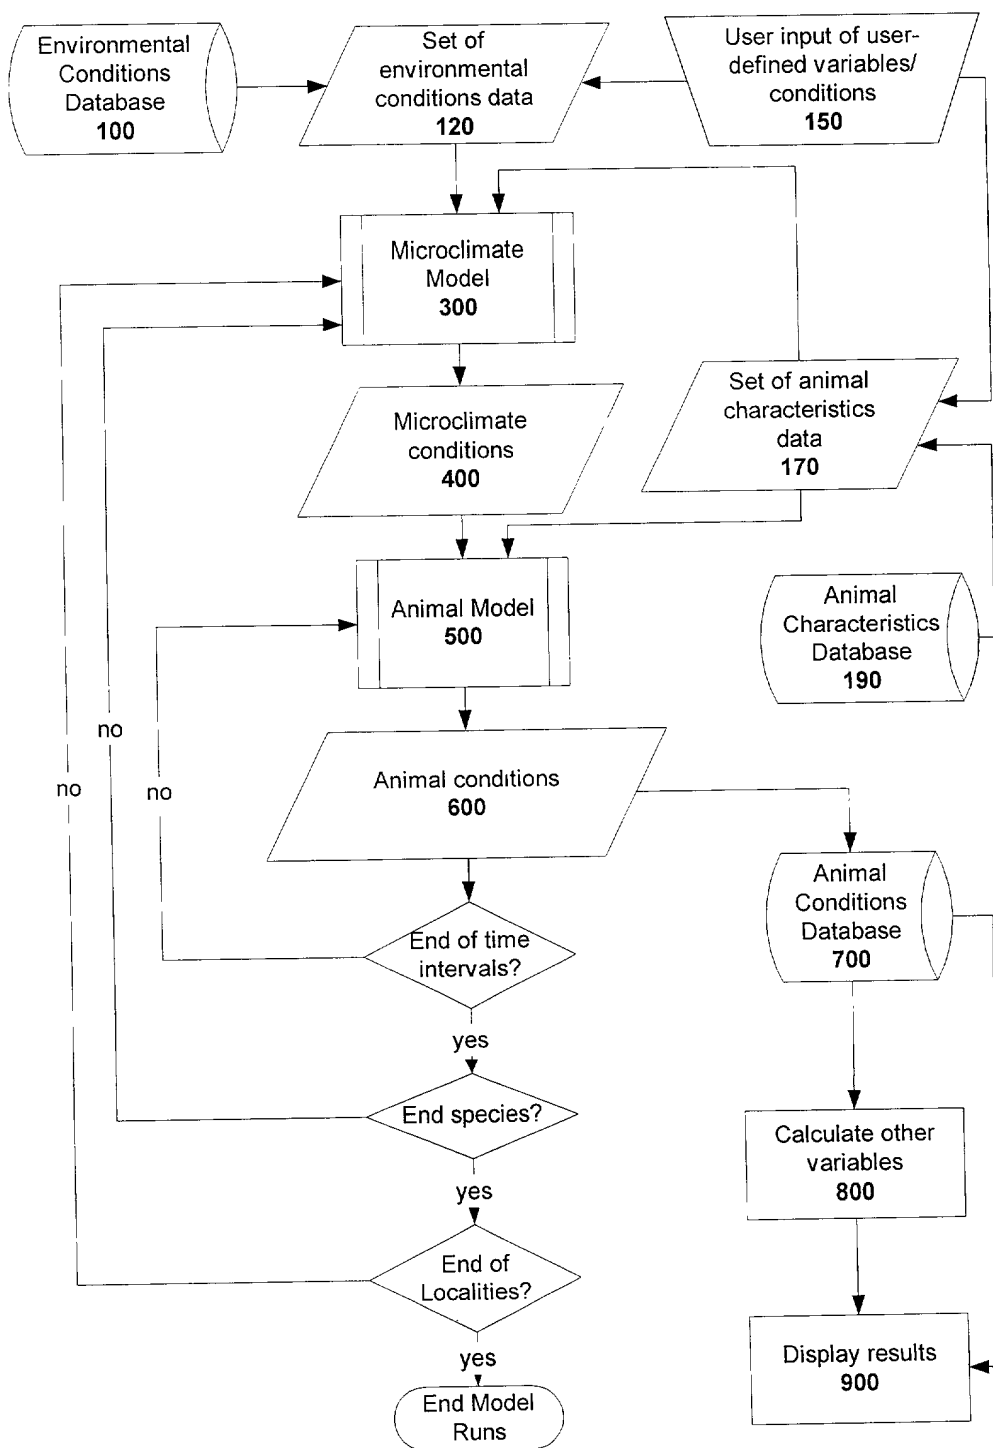 Environmental
Conditions
Database
100
Set of
environmental
conditions data
120
User input of user-
defined variables/
conditions
150
Microclimate
Model
300
Microclimate
conditions
400
Set of animal
characteristics
data
170
Animal Model
500
Animal
Characteristics
Database
190
no
no
no
Animal conditions
600
Animal
Conditions
Database
700
End of time
intervals?
yes
End species?
yes
Calculate other
variables
800
End of
Localities?
yes
Display results
900
End Model
Runs